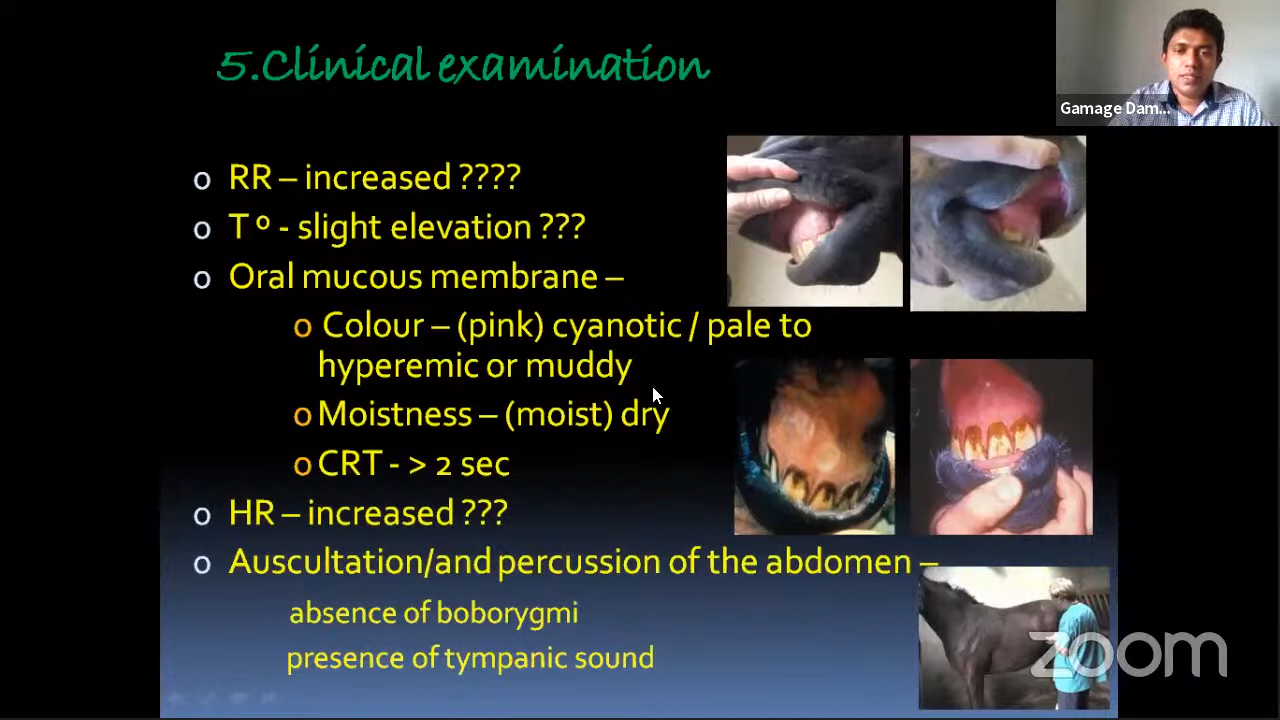 5.Clinical examination
Gamage Dam...
o RR – increased ????
o T º - slight elevation ???
o Oral mucous membrane –
o Colour – (pink) cyanotic / pale to
hyperemic or muddy
o Moistness – (moist) dry
o CRT - > 2 sec
o HR – increased ???
o Auscultation/and percussion of the abdomen –
absence of boborygmi
presence of tympanic sound
zoom